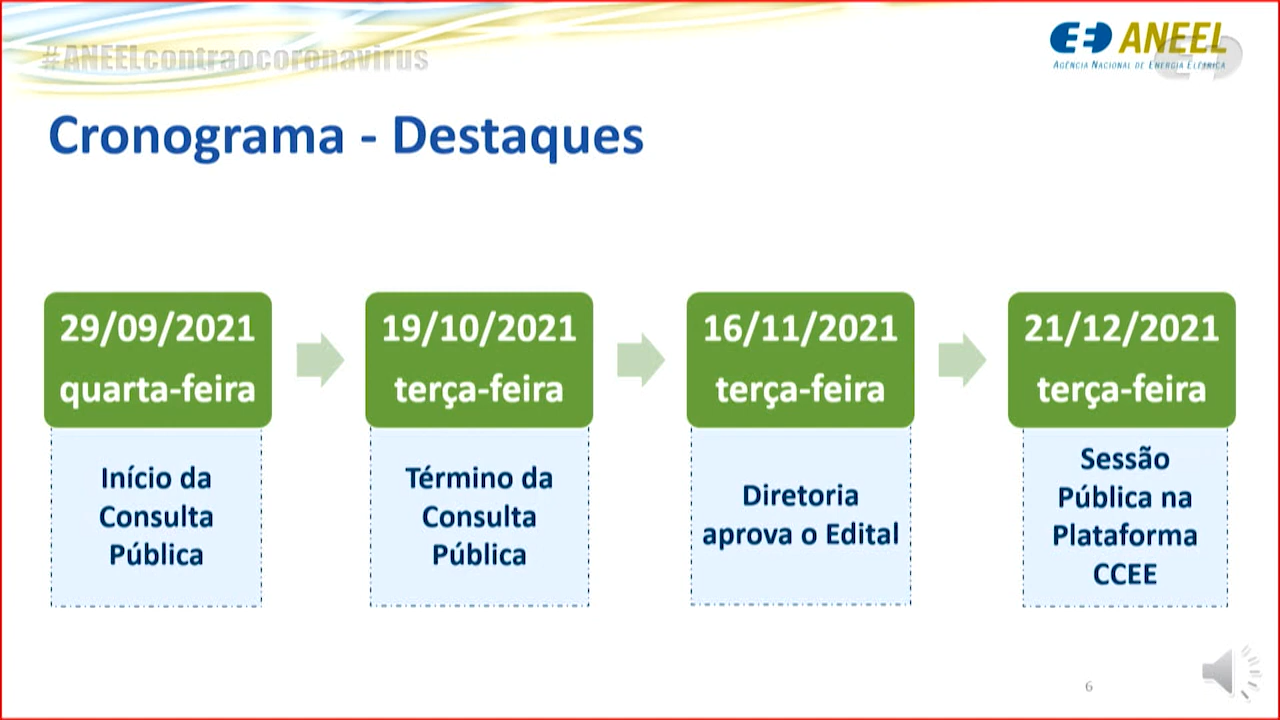 #ANEELcontraocoronavirus
ANEEL
AGÊNCIA NACIONAL DE ENERGIA ELÉTRICA
Cronograma - Destaques
29/09/2021
quarta-feira
Início da
Consulta
Pública
19/10/2021
terça-feira
Término da
Consulta
Pública
16/11/2021
terça-feira
Diretoria
aprova o Edital
21/12/2021
terça-feira
Sessão
Pública na
Plataforma
CCEE
6